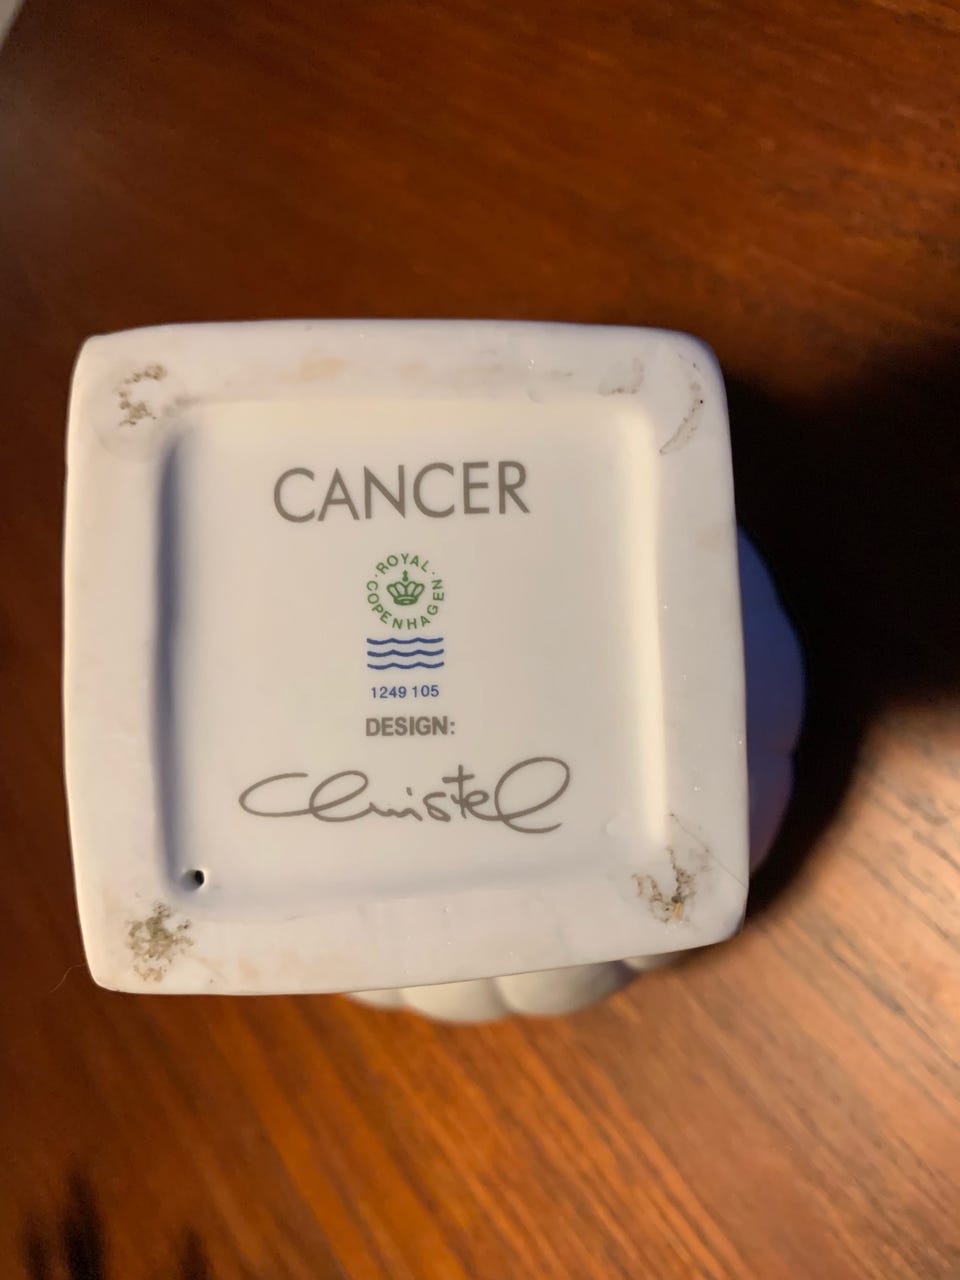 CANCER
ROYAL
COPENHAGEN
1249 105
DESIGN:
Christel